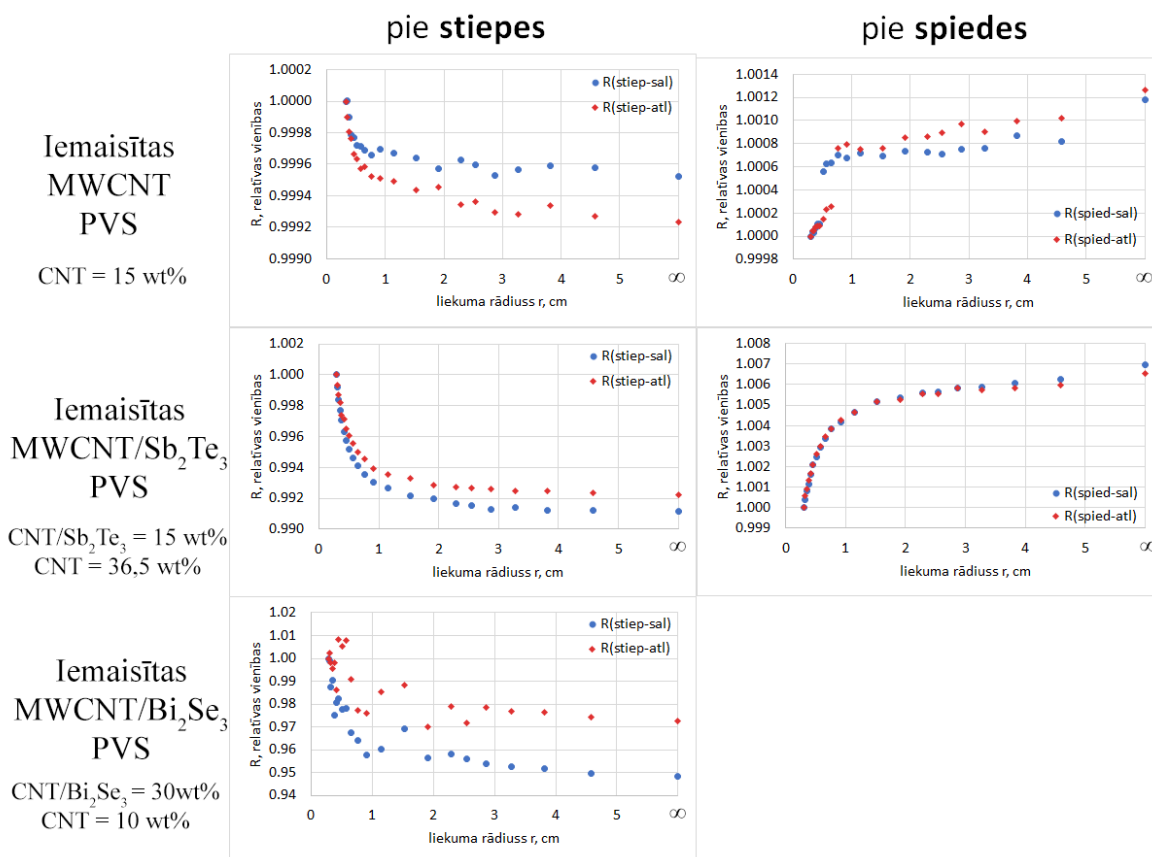 pie stiepes
pie spiedes
Iemaisītas
MWCNT
PVS
CNT = 15 wt%
R, relatīvas vienības
1.0002
1.0000
0.9998
0.9996
0.9994
0.9992
0.9990
R(stiep-sal)
R(stiep-atl)
0 1 2 3 4 5 ∞
liekuma rādiuss r, cm
R, relatīvas vienības
1.0014
1.0012
1.0010
1.0008
1.0006
1.0004
1.0002
1.0000
0.9998
R(spied-sal)
R(spied-atl)
0 1 2 3 4 5 ∞
liekuma rādiuss r, cm
Iemaisītas
MWCNT/Sb₂Te₃
PVS
CNT/Sb₂Te₃ = 15 wt%
CNT = 36,5 wt%
R, relatīvas vienības
1.002
1.000
0.998
0.996
0.994
0.992
0.990
R(stiep-sal)
R(stiep-atl)
0 1 2 3 4 5 ∞
liekuma rādiuss r, cm
R, relatīvas vienības
1.008
1.007
1.006
1.005
1.003
1.002
1.001
1.000
0.999
R(spied-sal)
R(spied-atl)
0 1 2 3 4 5 ∞
liekuma rādiuss r, cm
Iemaisītas
MWCNT/Bi₂Se₃
PVS
CNT/Bi₂Se₃ = 30wt%
CNT = 10 wt%
R, relatīvas vienības
1.02
1.01
1.00
0.99
0.98
0.97
0.96
0.95
0.94
R(stiep-sal)
R(stiep-atl)
0 1 2 3 4 5 ∞
liekuma rādiuss r, cm